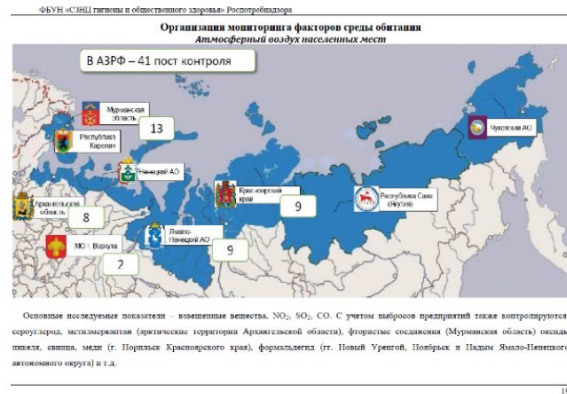 ФБУН «СЗНЦ гигиены и общественного здоровья» Роспотребнадзора
Организация мониторинга факторов среды обитания
Атмосферный воздух населенных мест
В АЗРФ – 41 пост контроля
Мурманская
область
13
Республика
Карелия
Чукотский АО
Ненецкий АО
Красноярский
край
9
Республика Саха
(Якутия)
Архангельская
область
8
Ямало-
Ненецкий АО
9
МО г. Воркута
2
Основные исследуемые показатели – взвешенные вещества, NO₂, SO₂, CO. С учетом выбросов предприятий также контролируются
сероуглерод, метилмеркаптан (арктические территории Архангельской области), фтористые соединения (Мурманская область) оксиды
никеля, свинца, меди (г. Норильск Красноярского края), формальдегид (гг. Новый Уренгой, Ноябрьск и Надым Ямало-Ненецкого
автономного округа) и т.д.
19